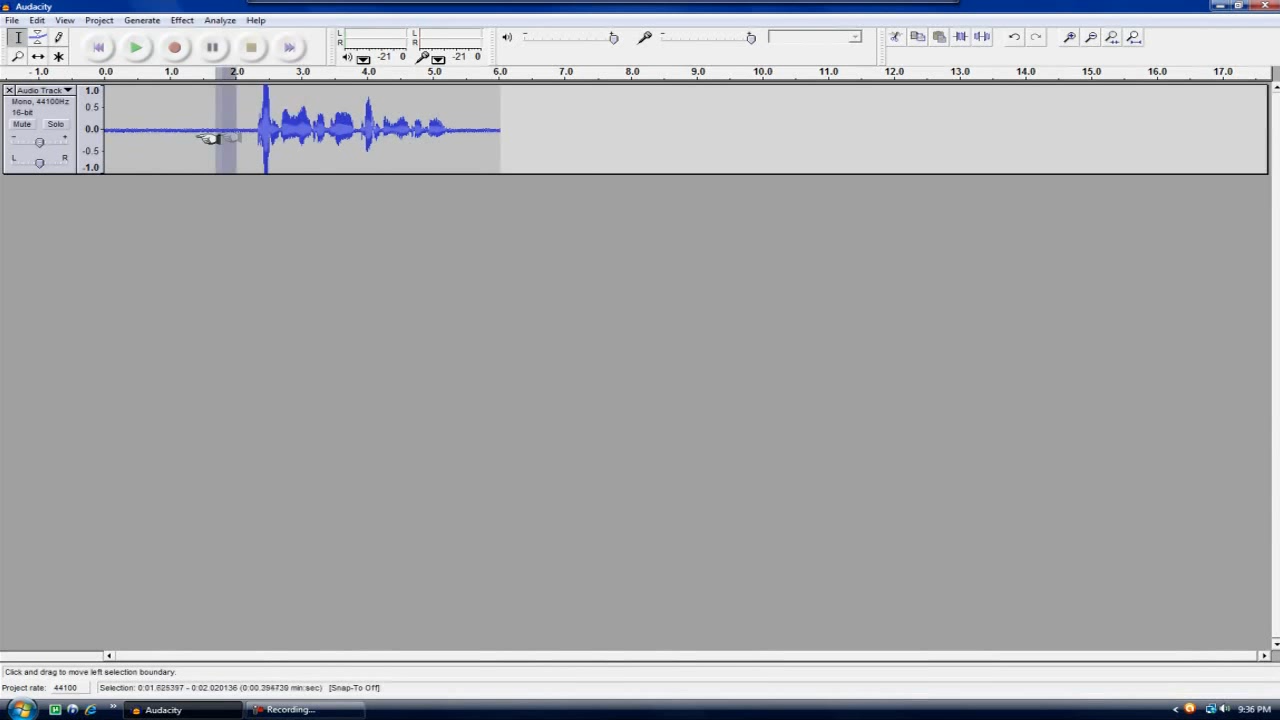 Audacity
File Edit View Project Generate Effect Analyze Help
L R -21 0 L R -21 0
- + - +
- 1.0 0.0 1.0 2.0 3.0 4.0 5.0 6.0 7.0 8.0 9.0 10.0 11.0 12.0 13.0 14.0 15.0 16.0 17.0
Audio Track
Mono, 44100Hz
16-bit
Mute Solo
- +
L R
1.0
0.5
0.0
-0.5
-1.0
Click and drag to move left selection boundary.
Project rate: 44100 Selection: 0:01.625397 - 0:02.020136 (0:00.394739 min:sec) [Snap-To Off]
Audacity Recording... 9:36 PM